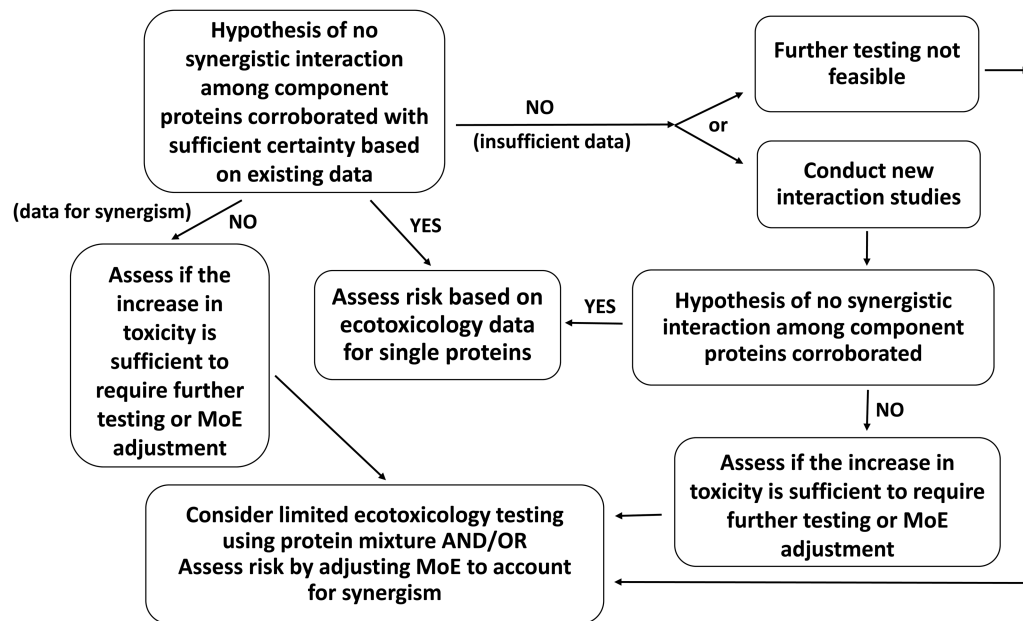 Hypothesis of no
synergistic interaction
among component
proteins corroborated with
sufficient certainty based
on existing data
NO
(insufficient data)
or
Further testing not
feasible
Conduct new
interaction studies
(data for synergism)
NO
YES
Assess if the
increase in
toxicity is
sufficient to
require further
testing or MoE
adjustment
Assess risk based on
ecotoxicology data
for single proteins
YES
Hypothesis of no synergistic
interaction among component
proteins corroborated
NO
Assess if the increase in
toxicity is sufficient to require
further testing or MoE
adjustment
Consider limited ecotoxicology testing
using protein mixture AND/OR
Assess risk by adjusting MoE to account
for synergism